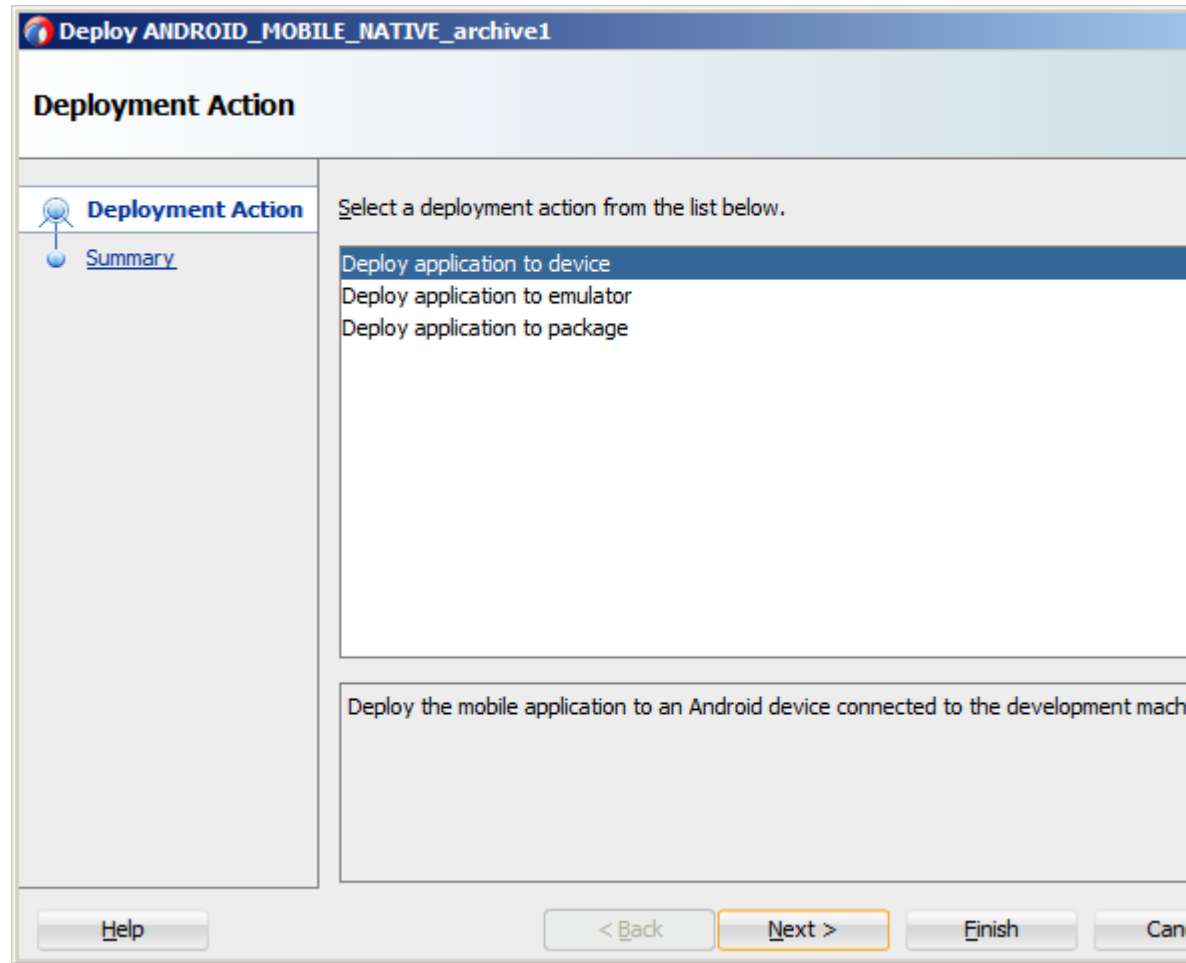 Deploy ANDROID_MOBILE_NATIVE_archive1
Deployment Action
Deployment Action
Summary
Select a deployment action from the list below.
Deploy application to device
Deploy application to emulator
Deploy application to package
Deploy the mobile application to an Android device connected to the development mach
Help
< Back
Next >
Finish
Can